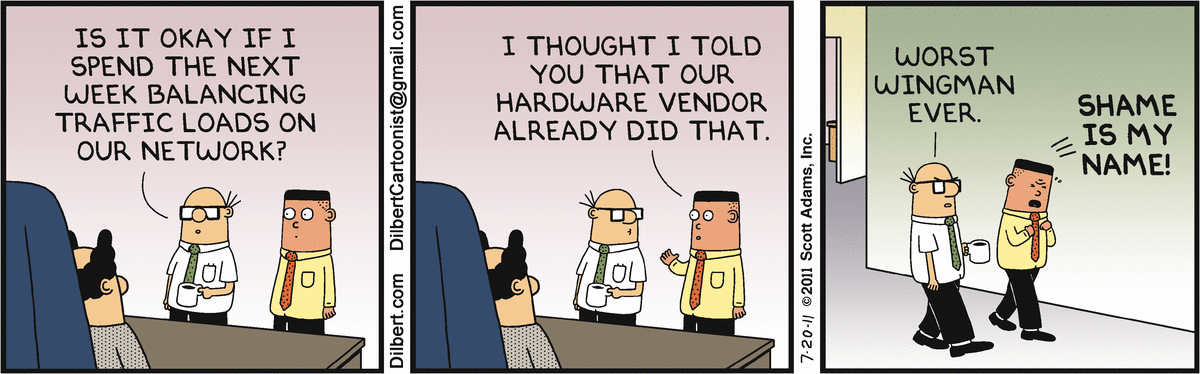 IS IT OKAY IF I
SPEND THE NEXT
WEEK BALANCING
TRAFFIC LOADS ON
OUR NETWORK?
Dilbert.com DilbertCartoonist@gmail.com
I THOUGHT I TOLD
YOU THAT OUR
HARDWARE VENDOR
ALREADY DID THAT.
7-20-11 ©2011 Scott Adams, Inc.
WORST
WINGMAN
EVER.
SHAME
IS MY
NAME!